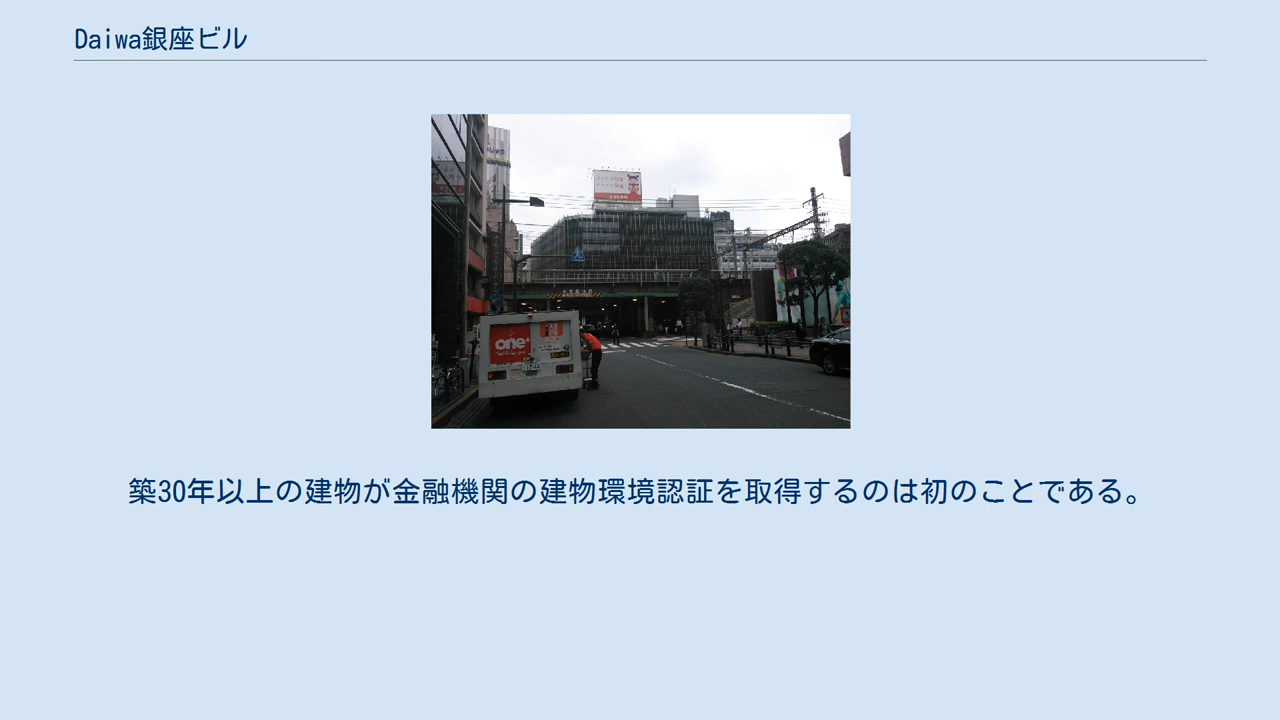 Daiwa銀座ビル
one
築30年以上の建物が金融機関の建物環境認証を取得するのは初のことである。